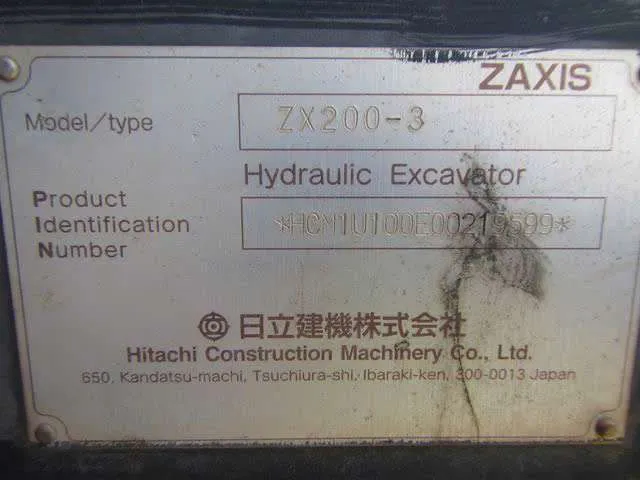 ZAXIS
Model/type ZX200-3
Hydraulic Excavator
Product
Identification *HCM1U100E00219599*
Number
日立建機株式会社
Hitachi Construction Machinery Co., Ltd.
650, Kandatsu-machi, Tsuchiura-shi, Ibaraki-ken, 300-0013 Japan